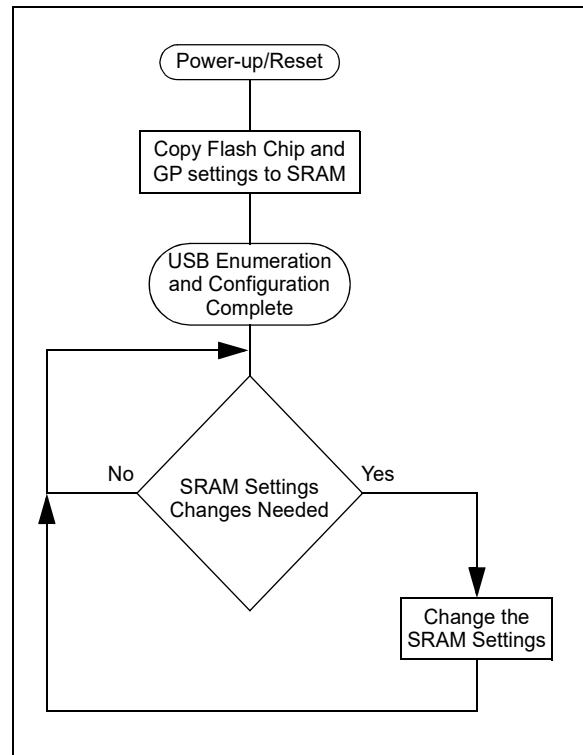 Power-up/Reset
Copy Flash Chip and
GP settings to SRAM
USB Enumeration
and Configuration
Complete
No
SRAM Settings
Changes Needed
Yes
Change the
SRAM Settings